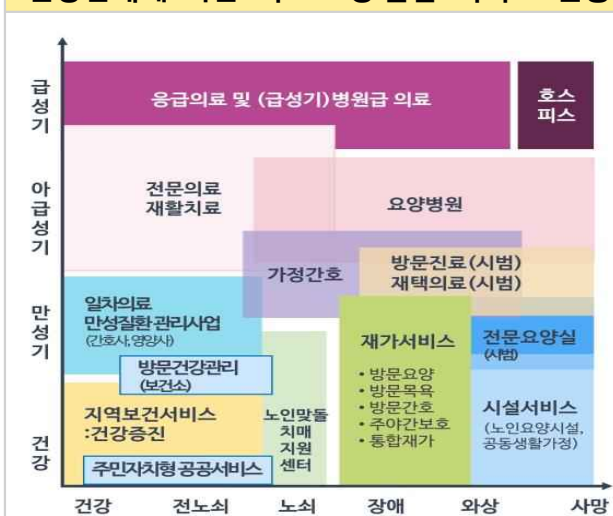 급성기
아급성기
만성기
건강
응급의료 및 (급성기)병원급 의료
호스
피스
전문의료
재활치료
요양병원
가정간호
방문진료(시범)
재택의료(시범)
일차의료
만성질환 관리사업
(간호사,영양사)
방문건강관리
(보건소)
지역보건서비스
:건강증진
주민자치형 공공서비스
노인맞돌
치매
지원
센터
재가서비스
• 방문요양
• 방문목욕
• 방문간호
• 주야간보호
• 통합재가
전문요양실
(시범)
시설서비스
(노인요양시설,
공동생활가정)
건강
전노쇠
노쇠
장애
와상
사망